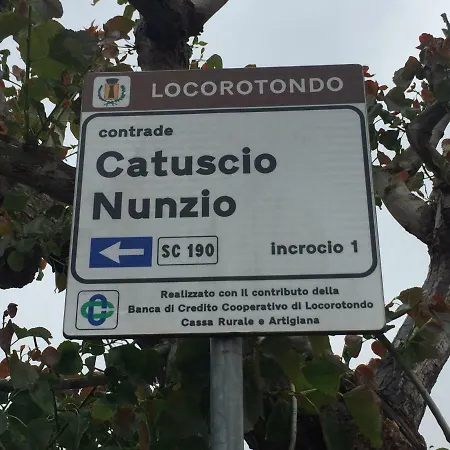 LOCOROTONDO
contrade
Catuscio
Nunzio
SC 190 incrocio 1
Realizzato con il contributo della
Banca di Credito Cooperativo di Locorotondo
Cassa Rurale e Artigiana